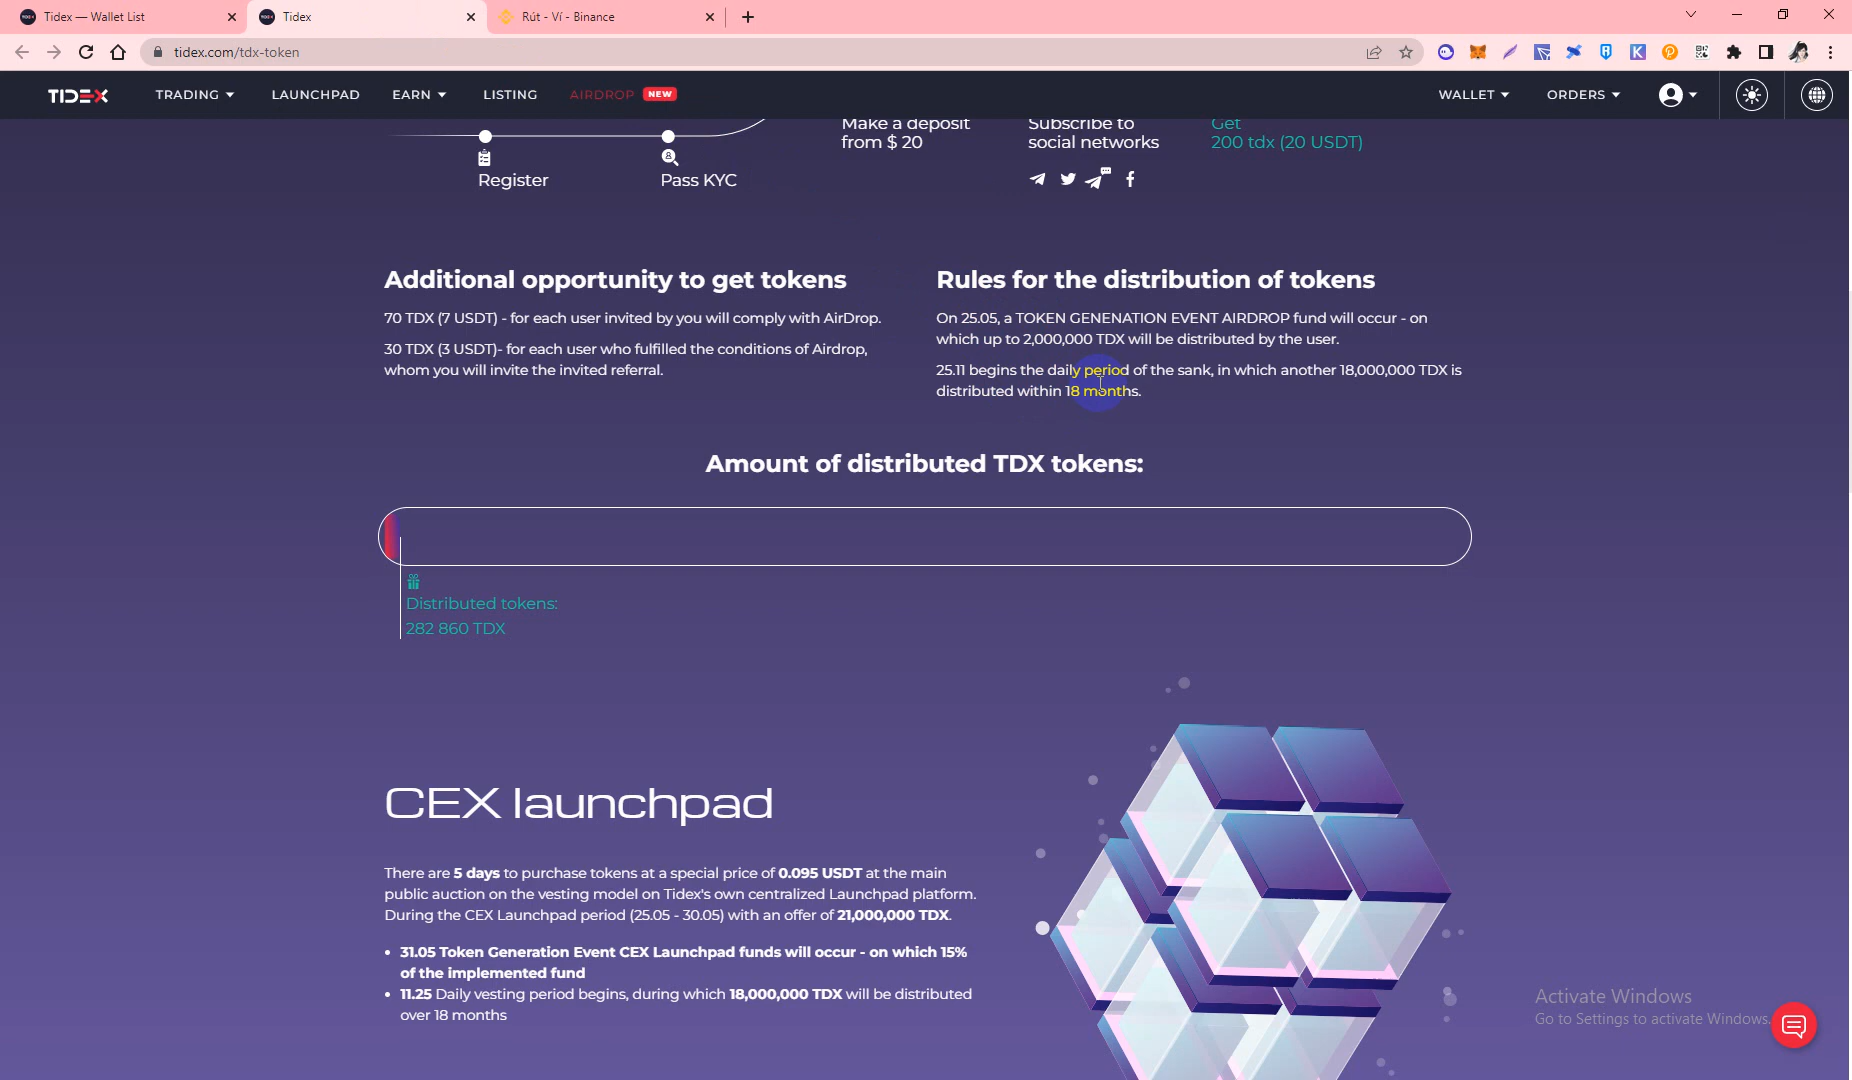 Tidex — Wallet List
Tidex
Rút - Ví - Binance
tidex.com/tdx-token
TIDEX
TRADING
LAUNCHPAD
EARN
LISTING
AIRDROP NEW
WALLET
ORDERS
Register
Pass KYC
Make a deposit
from $ 20
Subscribe to
social networks
Get
200 tdx (20 USDT)
Additional opportunity to get tokens
70 TDX (7 USDT) - for each user invited by you will comply with AirDrop.
30 TDX (3 USDT)- for each user who fulfilled the conditions of Airdrop,
whom you will invite the invited referral.
Rules for the distribution of tokens
On 25.05, a TOKEN GENENATION EVENT AIRDROP fund will occur - on
which up to 2,000,000 TDX will be distributed by the user.
25.11 begins the daily period of the sank, in which another 18,000,000 TDX is
distributed within 18 months.
Amount of distributed TDX tokens:
Distributed tokens:
282 860 TDX
CEX launchpad
There are 5 days to purchase tokens at a special price of 0.095 USDT at the main
public auction on the vesting model on Tidex's own centralized Launchpad platform.
During the CEX Launchpad period (25.05 - 30.05) with an offer of 21,000,000 TDX.
• 31.05 Token Generation Event CEX Launchpad funds will occur - on which 15%
of the implemented fund
• 11.25 Daily vesting period begins, during which 18,000,000 TDX will be distributed
over 18 months
Activate Windows
Go to Settings to activate Windows.